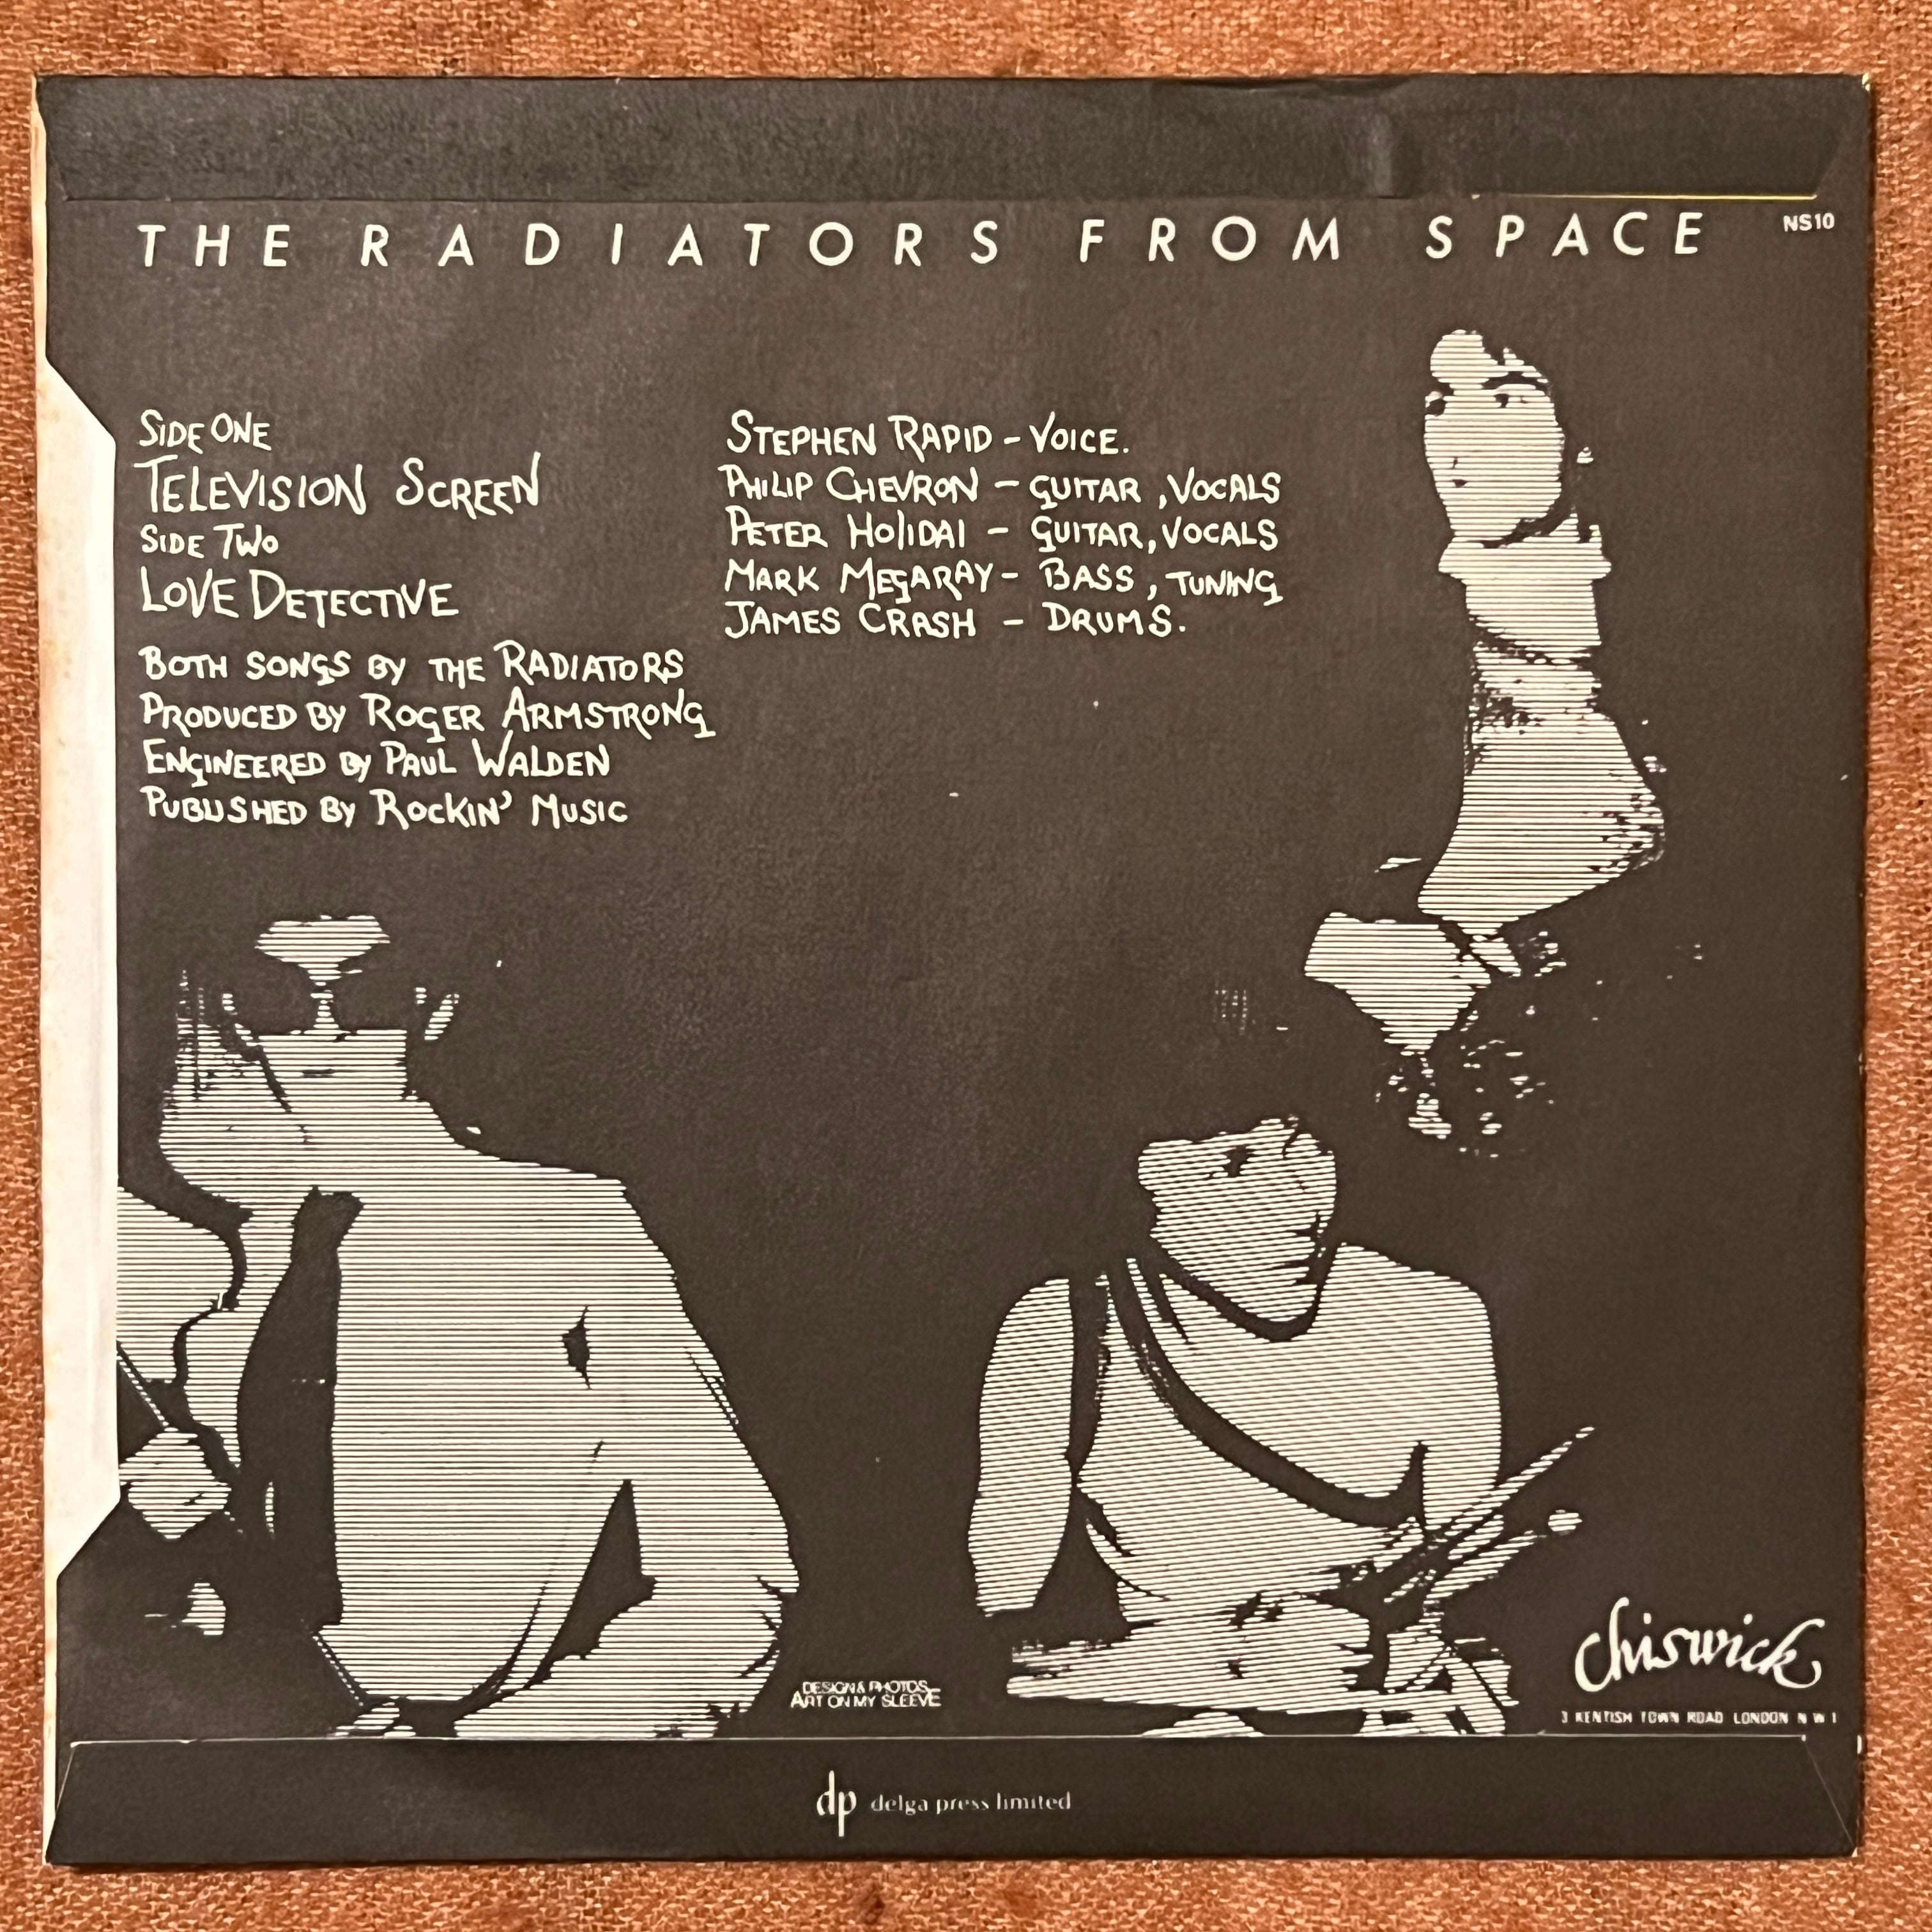 THE RADIATORS FROM SPACE
NS10
SIDE ONE
TELEVISION SCREEN
SIDE TWO
LOVE DETECTIVE
BOTH SONGS BY THE RADIATORS
PRODUCED BY ROGER ARMSTRONG
ENGINEERED BY PAUL WALDEN
PUBLISHED BY ROCKIN' MUSIC
STEPHEN RAPID - VOICE.
PHILIP CHEVRON - GUITAR, VOCALS
PETER HOLIDAI - GUITAR, VOCALS
MARK MEGARAY - BASS, TUNING
JAMES CRASH - DRUMS.
DESIGN & PHOTOS
ART ON MY SLEEVE
chiswick
3 KENTISH TOWN ROAD LONDON N W 1
dp delga press limited